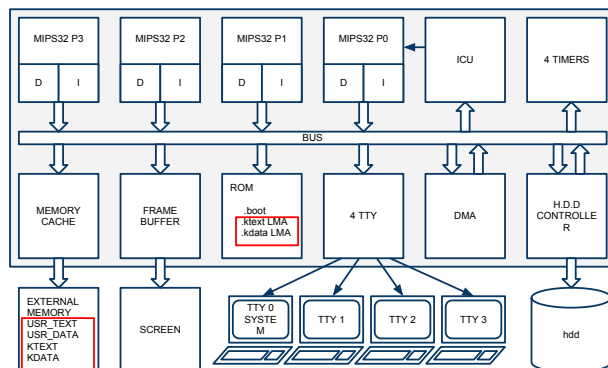 MIPS32 P3
MIPS32 P2
MIPS32 P1
MIPS32 P0
ICU
4 TIMERS
D
I
D
I
D
I
D
I
BUS
MEMORY
CACHE
FRAME
BUFFER
ROM
.boot
.ktext LMA
.kdata LMA
4 TTY
DMA
H.D.D
CONTROLLE
R
EXTERNAL
MEMORY
USR_TEXT
USR_DATA
KTEXT
KDATA
SCREEN
TTY 0
SYSTE
M
TTY 1
TTY 2
TTY 3
hdd